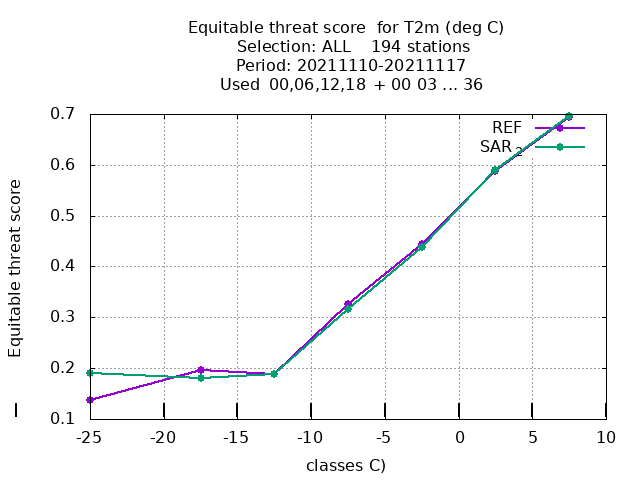 Equitable threat score for T2m (deg C)
Selection: ALL 194 stations
Period: 20211110-20211117
Used 00,06,12,18 + 00 03 ... 36
REF
SAR 2
Equitable threat score
0.7
0.6
0.5
0.4
0.3
0.2
0.1
-25 -20 -15 -10 -5 0 5 10
classes C)